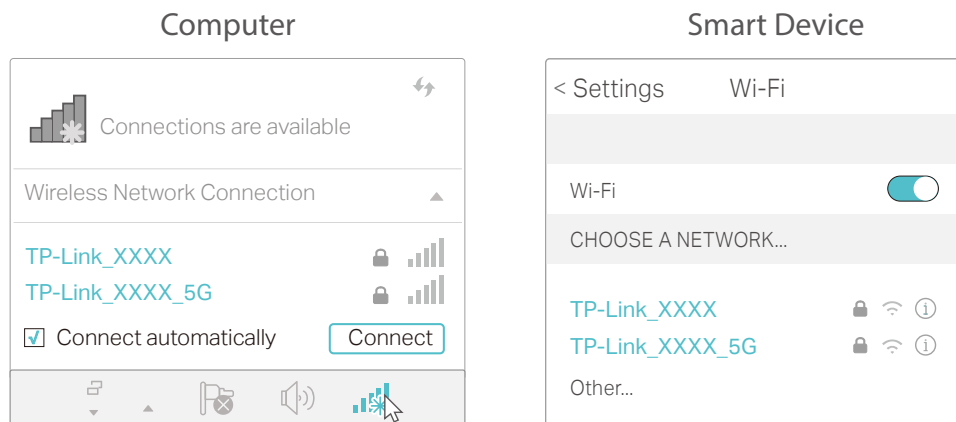 Computer
Connections are available
Wireless Network Connection
TP-Link_XXXX
TP-Link_XXXX_5G
Connect automatically
Connect
Smart Device
< Settings
Wi-Fi
Wi-Fi
CHOOSE A NETWORK...
TP-Link_XXXX
TP-Link_XXXX_5G
Other...